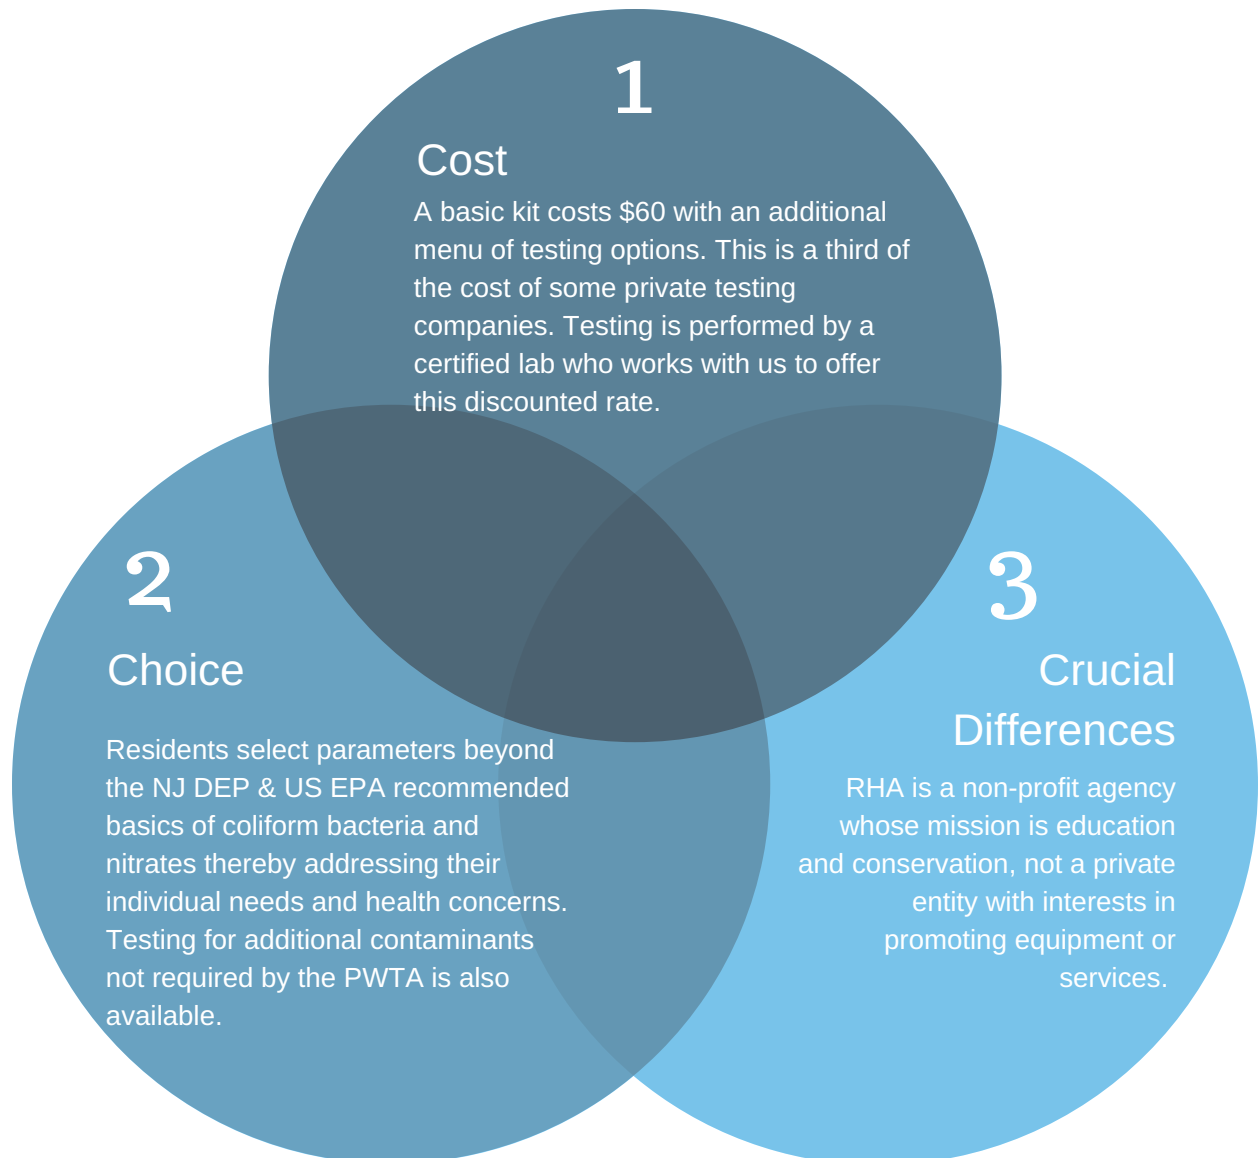 1
Cost
A basic kit costs $60 with an additional
menu of testing options. This is a third of
the cost of some private testing
companies. Testing is performed by a
certified lab who works with us to offer
this discounted rate.
2
Choice
Residents select parameters beyond
the NJ DEP & US EPA recommended
basics of coliform bacteria and
nitrates thereby addressing their
individual needs and health concerns.
Testing for additional contaminants
not required by the PWTA is also
available.
3
Crucial
Differences
RHA is a non-profit agency
whose mission is education
and conservation, not a private
entity with interests in
promoting equipment or
services.